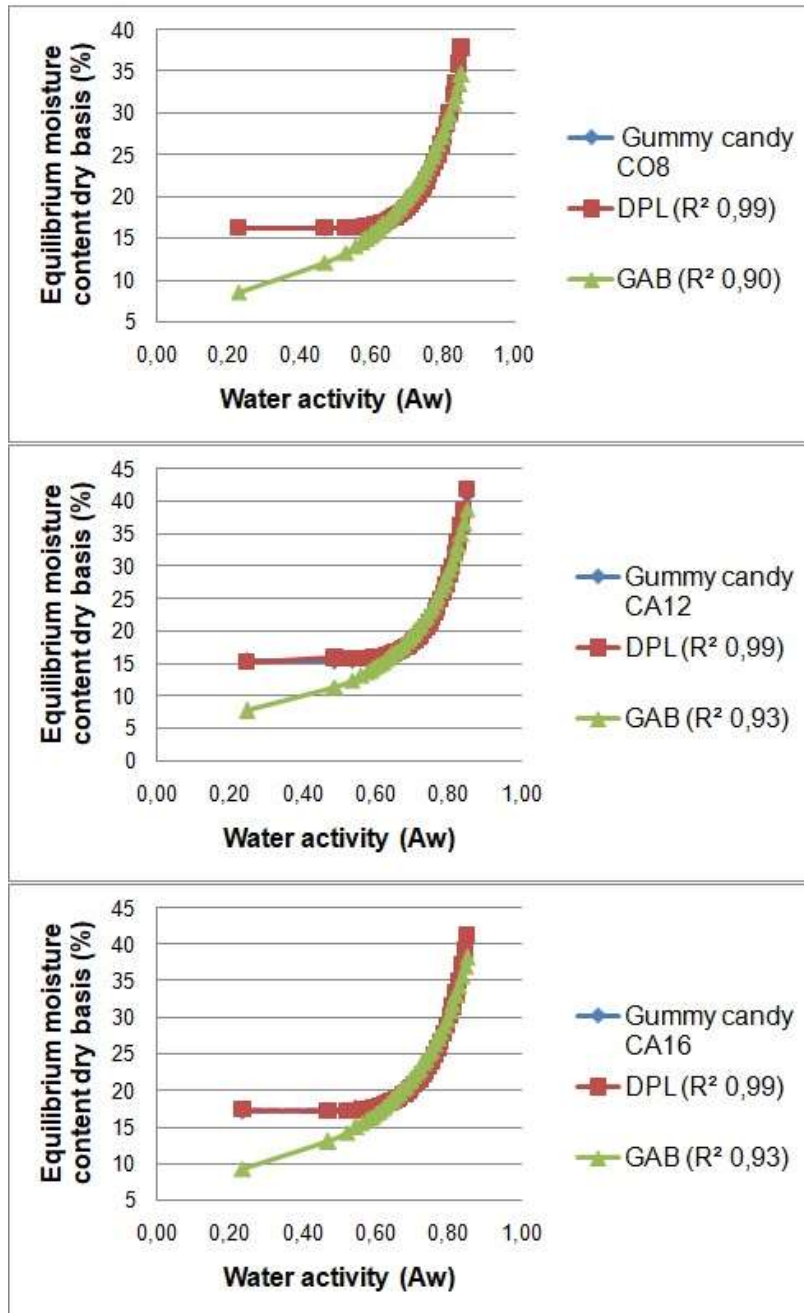 Equilibrium moisture
content dry basis (%)
40
35
30
25
20
15
10
5
0,00 0,20 0,40 0,60 0,80 1,00
Water activity (Aw)
Gummy candy
CO8
DPL (R² 0,99)
GAB (R² 0,90)
Equilibrium moisture
content dry basis (%)
45
40
35
30
25
20
15
10
5
0
0,00 0,20 0,40 0,60 0,80 1,00
Water activity (Aw)
Gummy candy
CA12
DPL (R² 0,99)
GAB (R² 0,93)
Equilibrium moisture
content dry basis (%)
45
40
35
30
25
20
15
10
5
0,00 0,20 0,40 0,60 0,80 1,00
Water activity (Aw)
Gummy candy
CA16
DPL (R² 0,99)
GAB (R² 0,93)